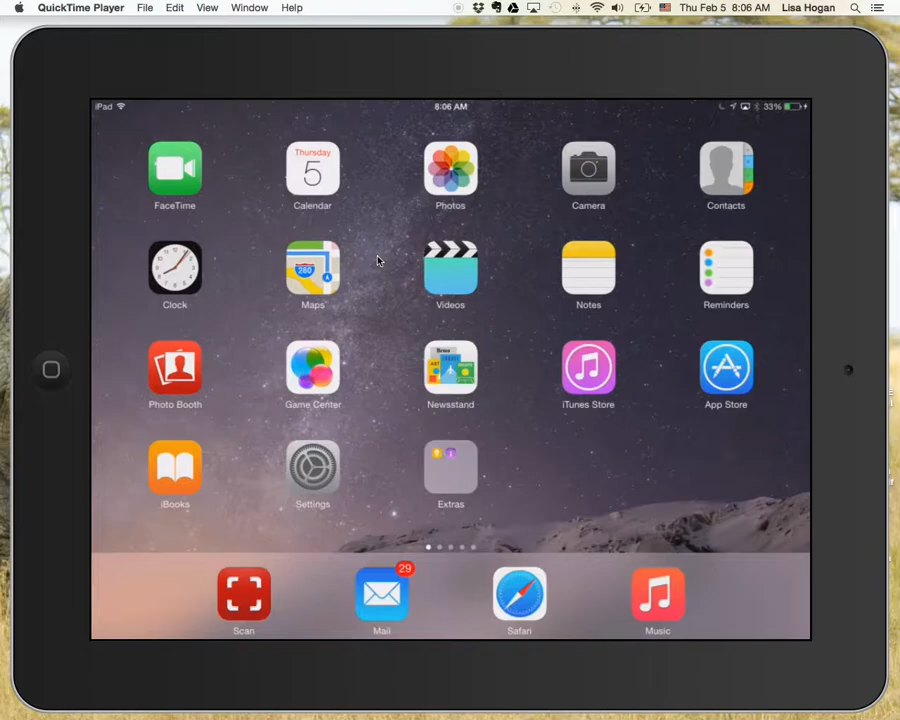 QuickTime Player File Edit View Window Help Thu Feb 5 8:06 AM Lisa Hogan
iPad 8:06 AM 33%
Thursday
5
FaceTime Calendar Photos Camera Contacts
280
Clock Maps Videos Notes Reminders
News
Photo Booth Game Center Newsstand iTunes Store App Store
iBooks Settings Extras
29
Scan Mail Safari Music